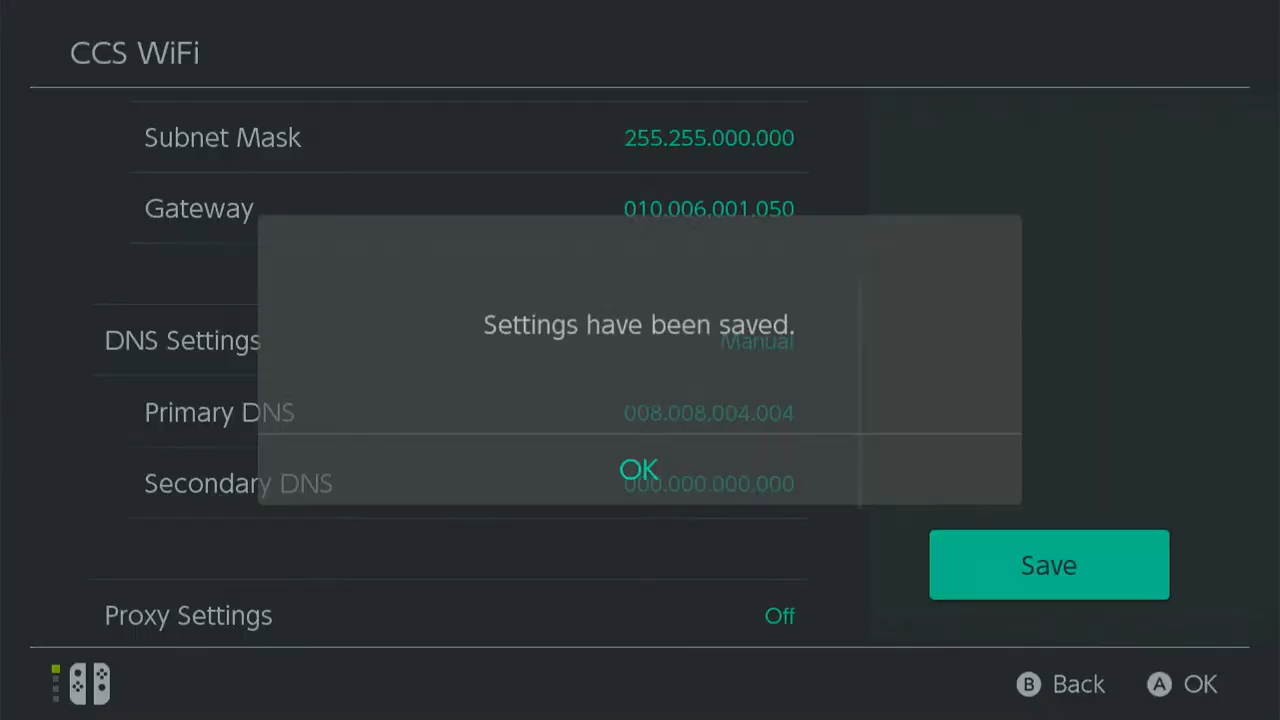 CCS WiFi
Subnet Mask 255.255.000.000
Gateway 010.006.001.050
Settings have been saved.
DNS Settings Manual
Primary DNS 008.008.004.004
OK
Secondary DNS 000.000.000.000
Save
Proxy Settings Off
B Back A OK